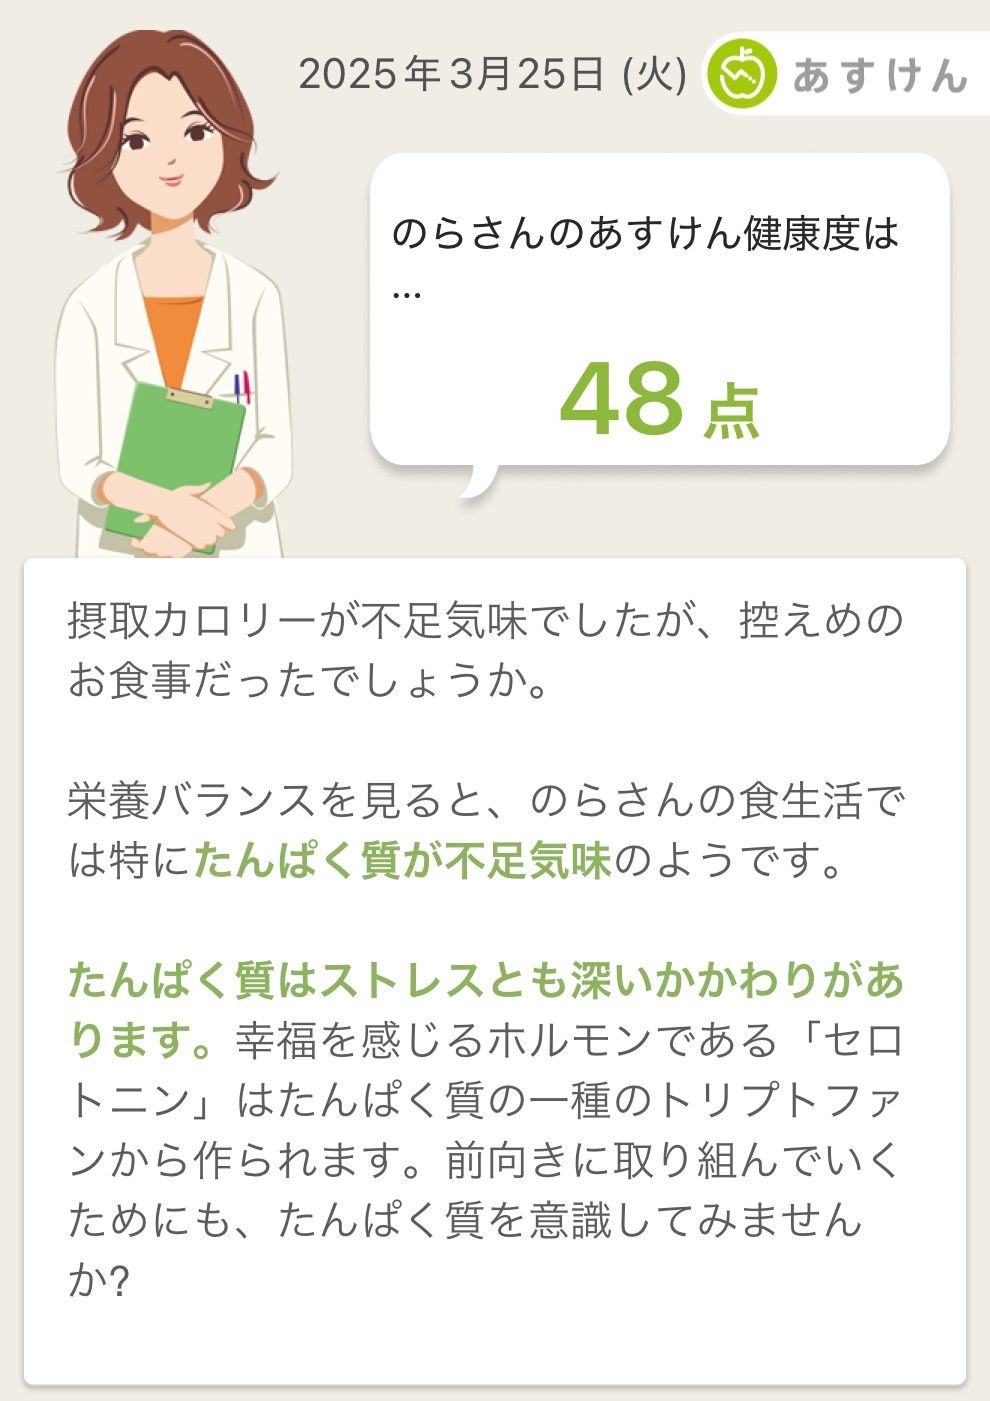 2025年3月25日 (火)
あすけん
のらさんのあすけん健康度は
...
48 点
摂取カロリーが不足気味でしたが、控えめの
お食事だったでしょうか。
栄養バランスを見ると、のらさんの食生活で
は特にたんぱく質が不足気味のようです。
たんぱく質はストレスとも深いかかわりがあ
ります。幸福を感じるホルモンである「セロ
トニン」はたんぱく質の一種のトリプトファ
ンから作られます。前向きに取り組んでいく
ためにも、たんぱく質を意識してみません
か?